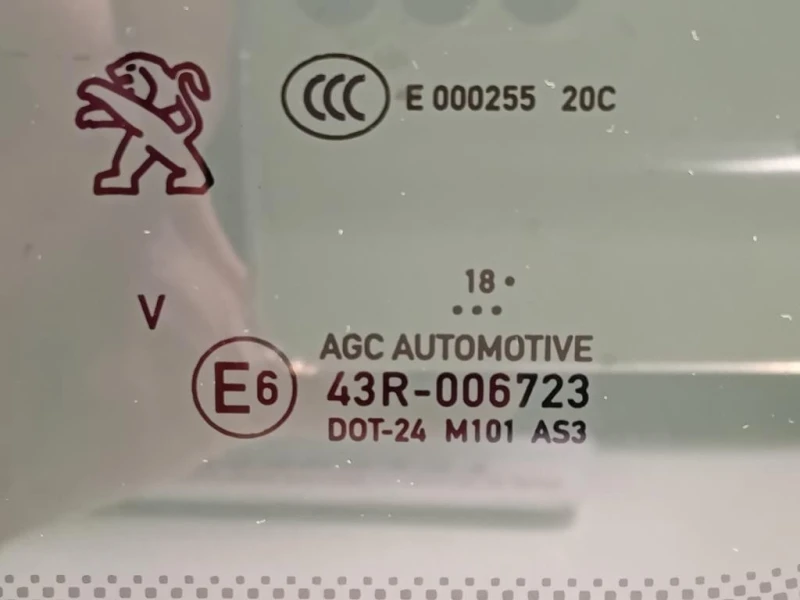 CCC E 000255 20C
18 •
• • •
V
AGC AUTOMOTIVE
E6 43R-006723
DOT-24 M101 AS3